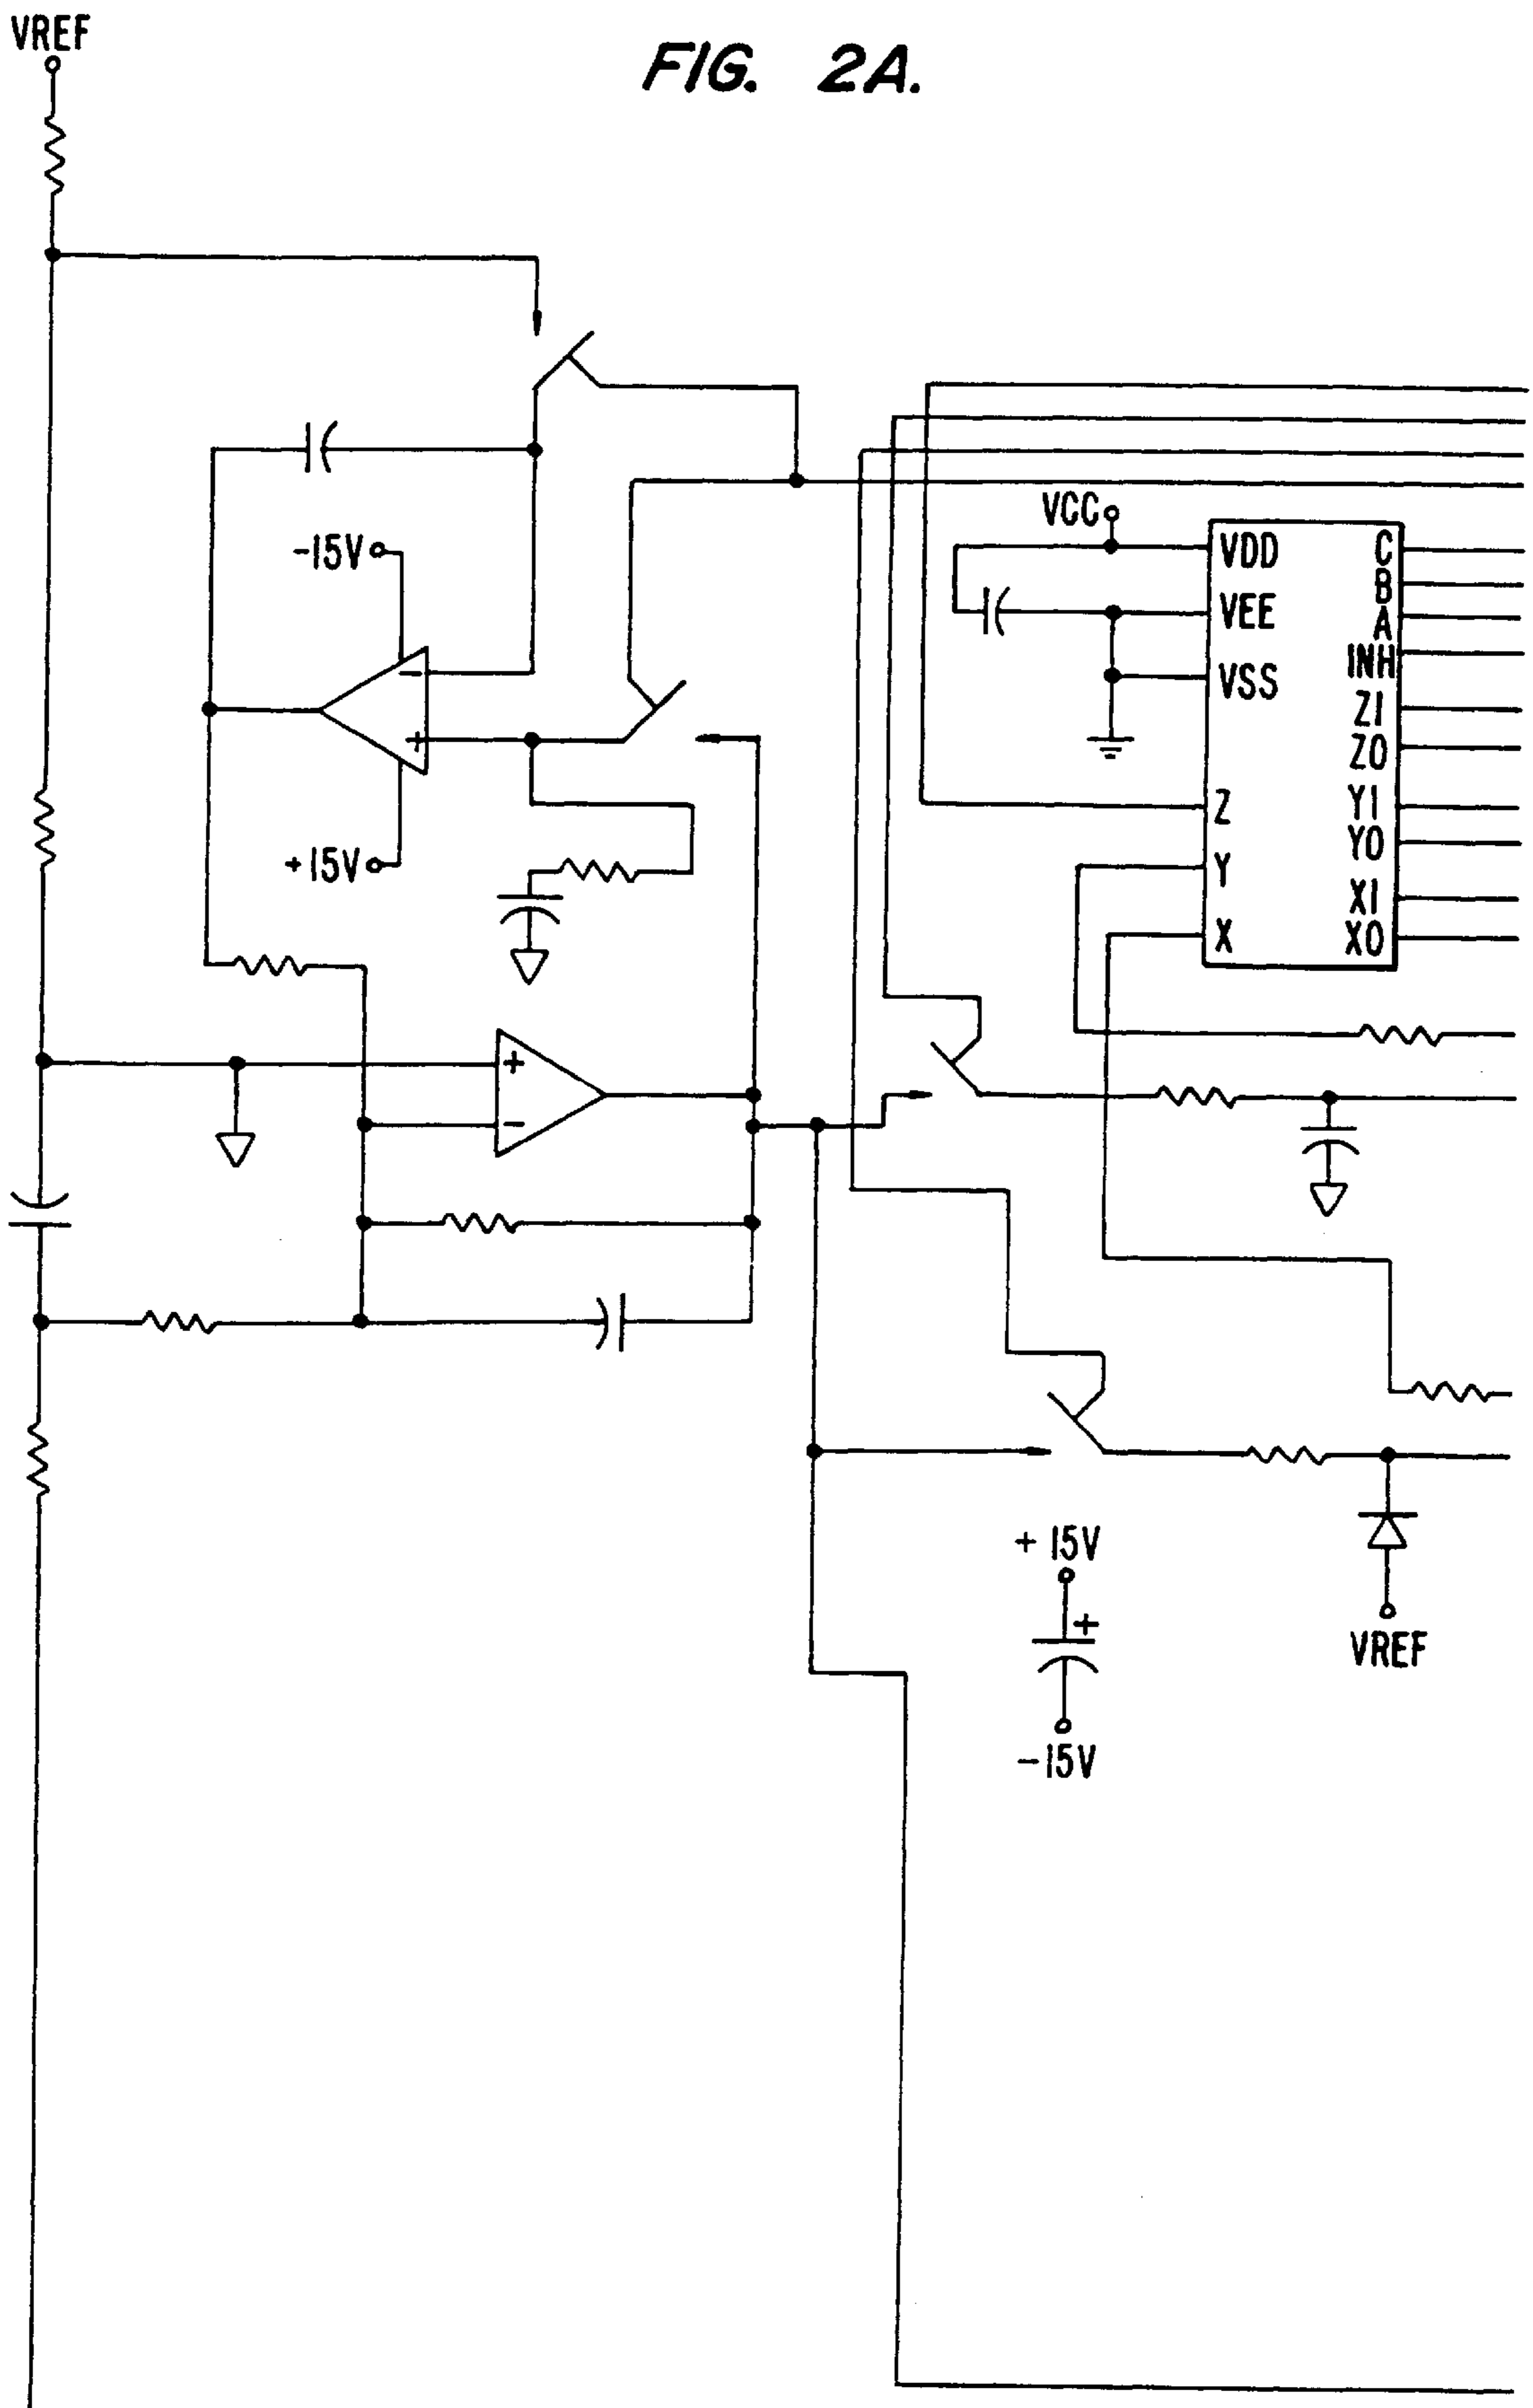 VREF
FIG. 2A.
VCC
-15V
VDD
C
B
VEE
A
INH
VSS
Z1
Z0
Z
Y1
Y0
+15V
Y
X1
X
X0
-
+
+
-
+ 15V
+
-15V
VREF